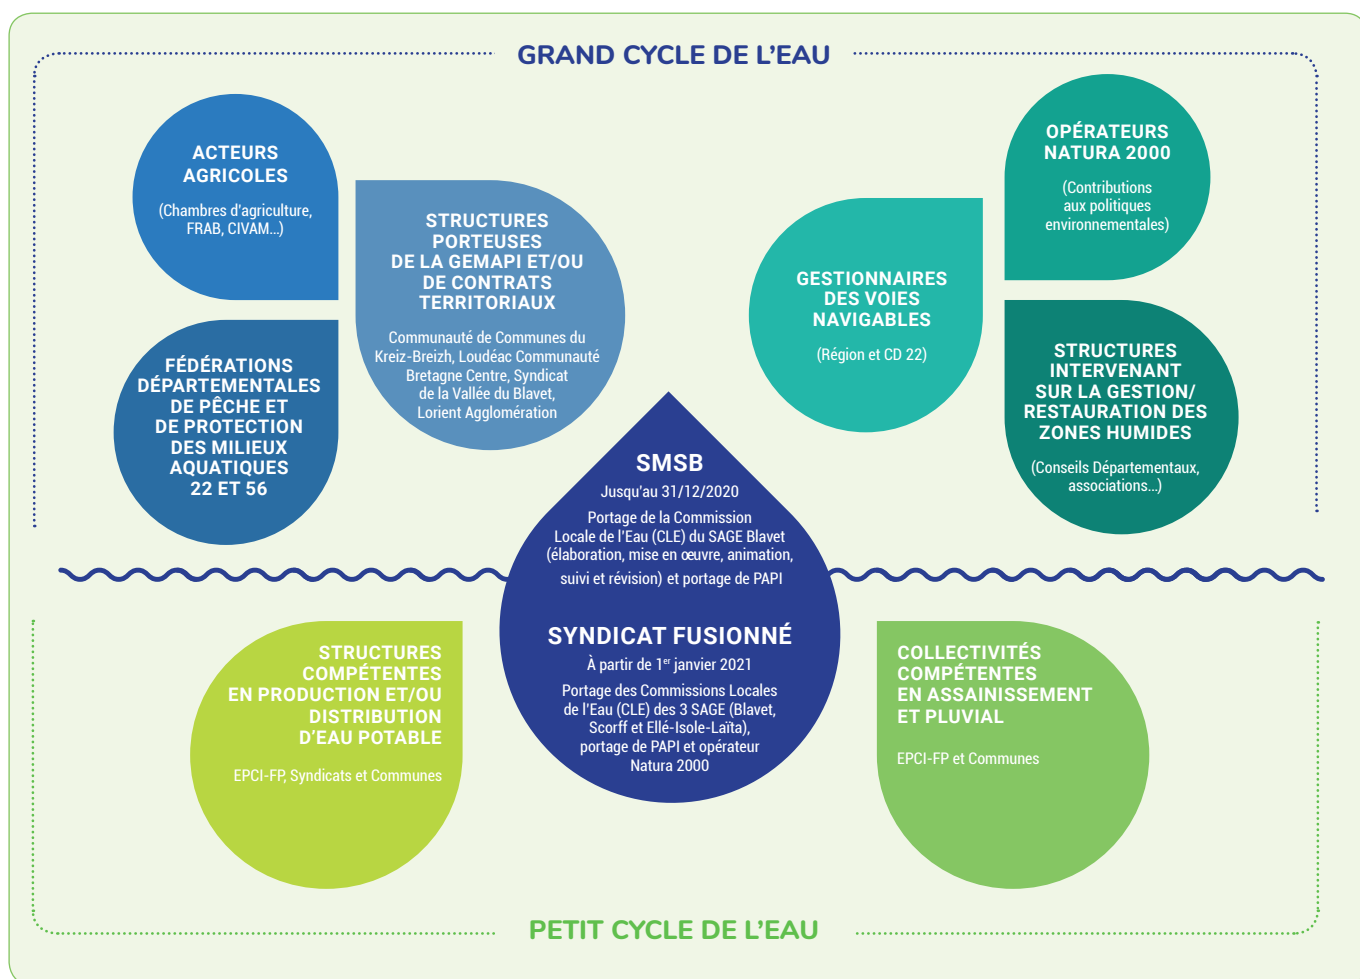 GRAND CYCLE DE L'EAU
ACTEURS
AGRICOLES
(Chambres d'agriculture,
FRAB, CIVAM...)
STRUCTURES
PORTEUSES
DE LA GEMAPI ET/OU
DE CONTRATS
TERRITORIAUX
Communauté de Communes du
Kreiz-Breizh, Loudéac Communauté
Bretagne Centre, Syndicat
de la Vallée du Blavet,
Lorient Agglomération
FÉDÉRATIONS
DÉPARTEMENTALES
DE PÊCHE ET
DE PROTECTION
DES MILIEUX
AQUATIQUES
22 ET 56
OPÉRATEURS
NATURA 2000
(Contributions
aux politiques
environnementales)
GESTIONNAIRES
DES VOIES
NAVIGABLES
(Région et CD 22)
STRUCTURES
INTERVENANT
SUR LA GESTION/
RESTAURATION DES
ZONES HUMIDES
(Conseils Départementaux,
associations...)
SMSB
Jusqu'au 31/12/2020
Portage de la Commission
Locale de l'Eau (CLE) du SAGE Blavet
(élaboration, mise en œuvre, animation,
suivi et révision) et portage de PAPI
SYNDICAT FUSIONNÉ
À partir de 1er janvier 2021
Portage des Commissions Locales
de l'Eau (CLE) des 3 SAGE (Blavet,
Scorff et Ellé-Isole-Laïta),
portage de PAPI et opérateur
Natura 2000
STRUCTURES
COMPÉTENTES
EN PRODUCTION ET/OU
DISTRIBUTION
D'EAU POTABLE
EPCI-FP, Syndicats et Communes
COLLECTIVITÉS
COMPÉTENTES
EN ASSAINISSEMENT
ET PLUVIAL
EPCI-FP et Communes
PETIT CYCLE DE L'EAU